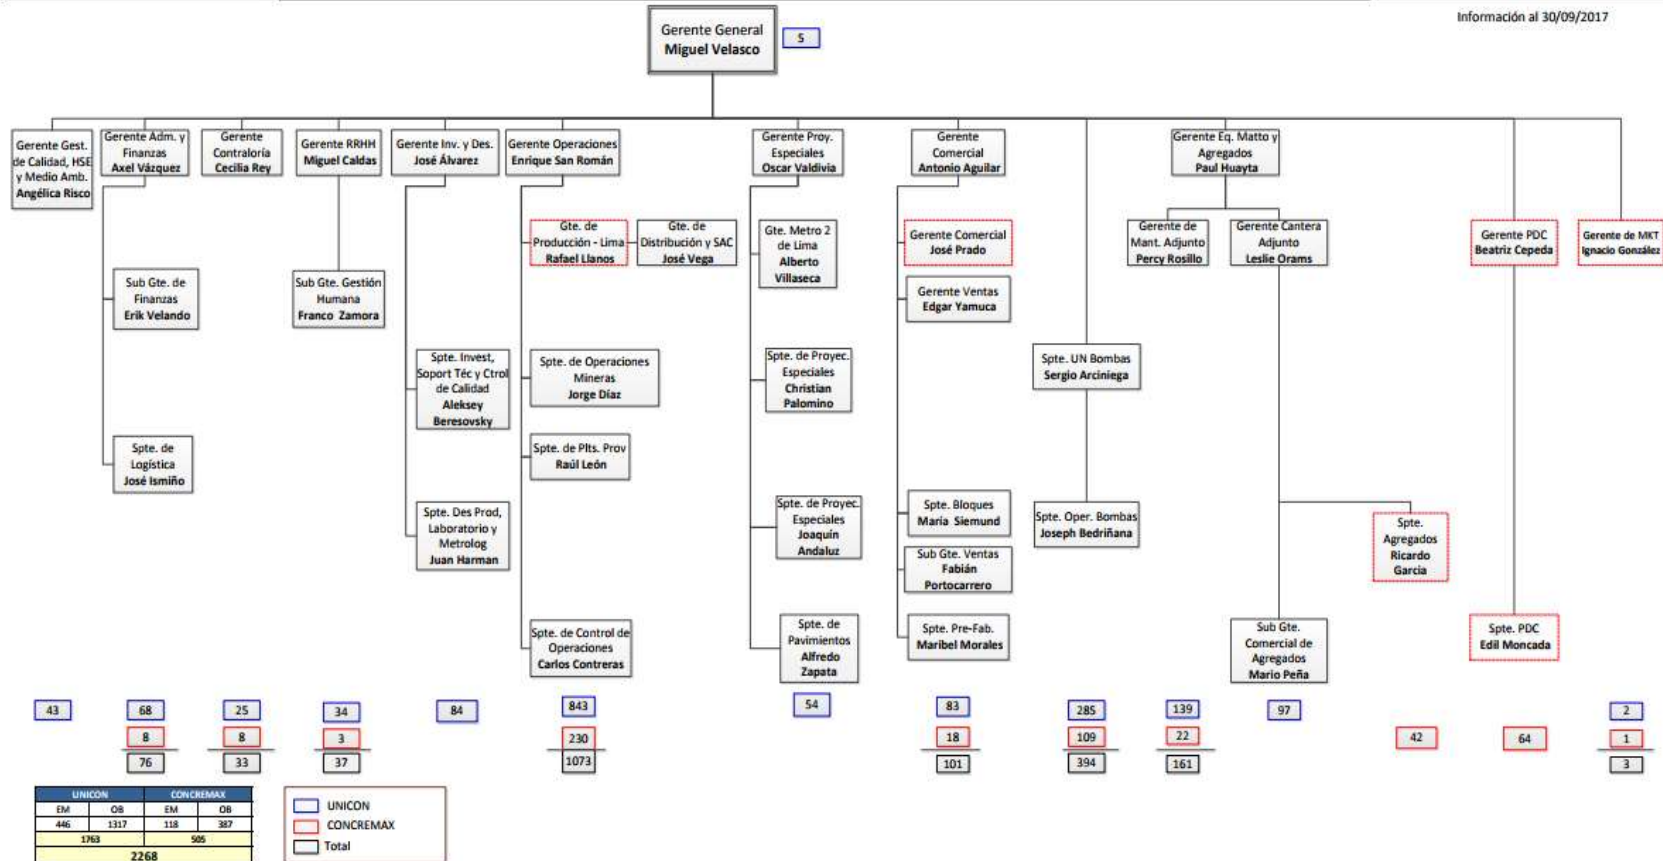 Información al 30/09/2017
Gerente General
Miguel Velasco
5
Gerente Gest.
de Calidad, HSE
y Medio Amb.
Angélica Risco
Gerente Adm. y
Finanzas
Axel Vázquez
Gerente
Contraloría
Cecilia Rey
Gerente RRHH
Miguel Caldas
Gerente Inv. y Des.
José Álvarez
Gerente Operaciones
Enrique San Román
Gerente Proy.
Especiales
Oscar Valdivia
Gerente
Comercial
Antonio Aguilar
Gerente Eq. Matto y
Agregados
Paul Huayta
Gte. de
Producción - Lima
Rafael Llanos
Gte. de
Distribución y SAC
José Vega
Gte. Metro 2
de Lima
Alberto
Villaseca
Gerente Comercial
José Prado
Gerente de
Mant. Adjunto
Percy Rosillo
Gerente Cantera
Adjunto
Leslie Orams
Gerente PDC
Beatriz Cepeda
Gerente de MKT
Ignacio González
Sub Gte. de
Finanzas
Erik Velando
Sub Gte. Gestión
Humana
Franco Zamora
Gerente Ventas
Edgar Yamuca
Spte. Invest,
Soport Téc y Ctrol
de Calidad
Aleksey
Beresovsky
Spte. de Operaciones
Mineras
Jorge Díaz
Spte. de Proyec.
Especiales
Christian
Palomino
Spte. UN Bombas
Sergio Arciniega
Spte. de
Logística
José Ismiño
Spte. de Plts. Prov
Raúl León
Spte. Des Prod,
Laboratorio y
Metrolog
Juan Harman
Spte. de Proyec.
Especiales
Joaquín
Andaluz
Spte. Bloques
María Siemund
Spte. Oper. Bombas
Joseph Bedriñana
Spte.
Agregados
Ricardo
Garcia
Sub Gte. Ventas
Fabián
Portocarrero
Spte. de Control de
Operaciones
Carlos Contreras
Spte. de
Pavimientos
Alfredo
Zapata
Spte. Pre-Fab.
Maribel Morales
Sub Gte.
Comercial de
Agregados
Mario Peña
Spte. PDC
Edil Moncada
43 68 25 34 84 843 54 83 285 139 97 2
8 8 3 230 18 109 22 42 64 1
76 33 37 1073 101 394 161 3
UNICON CONCREMAX
EM OB EM OB
446 1317 118 387
1763 505
2268
UNICON
CONCREMAX
Total